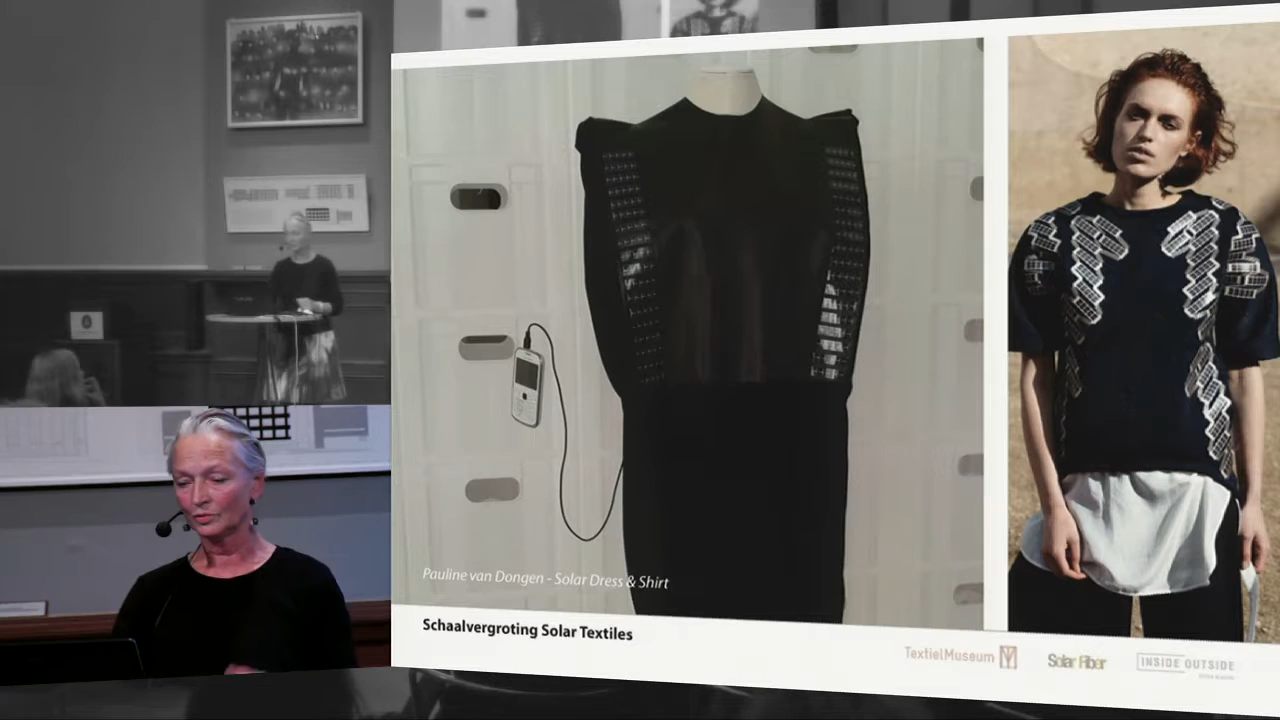 Pauline van Dongen - Solar Dress & Shirt
Schaalvergroting Solar Textiles
TextielMuseum
Solar Fiber
INSIDE OUTSIDE